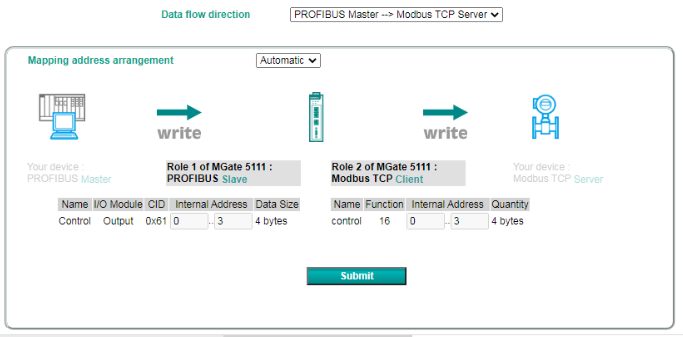 Data flow direction PROFIBUS Master --> Modbus TCP Server
Mapping address arrangement Automatic
write write
Your device : Role 1 of MGate 5111 : Role 2 of MGate 5111 : Your device :
PROFIBUS Master PROFIBUS Slave Modbus TCP Client Modbus TCP Server
Name I/O Module CID Internal Address Data Size Name Function Internal Address Quantity
Control Output 0x61 0 .. 3 4 bytes control 16 0 .. 3 4 bytes
Submit